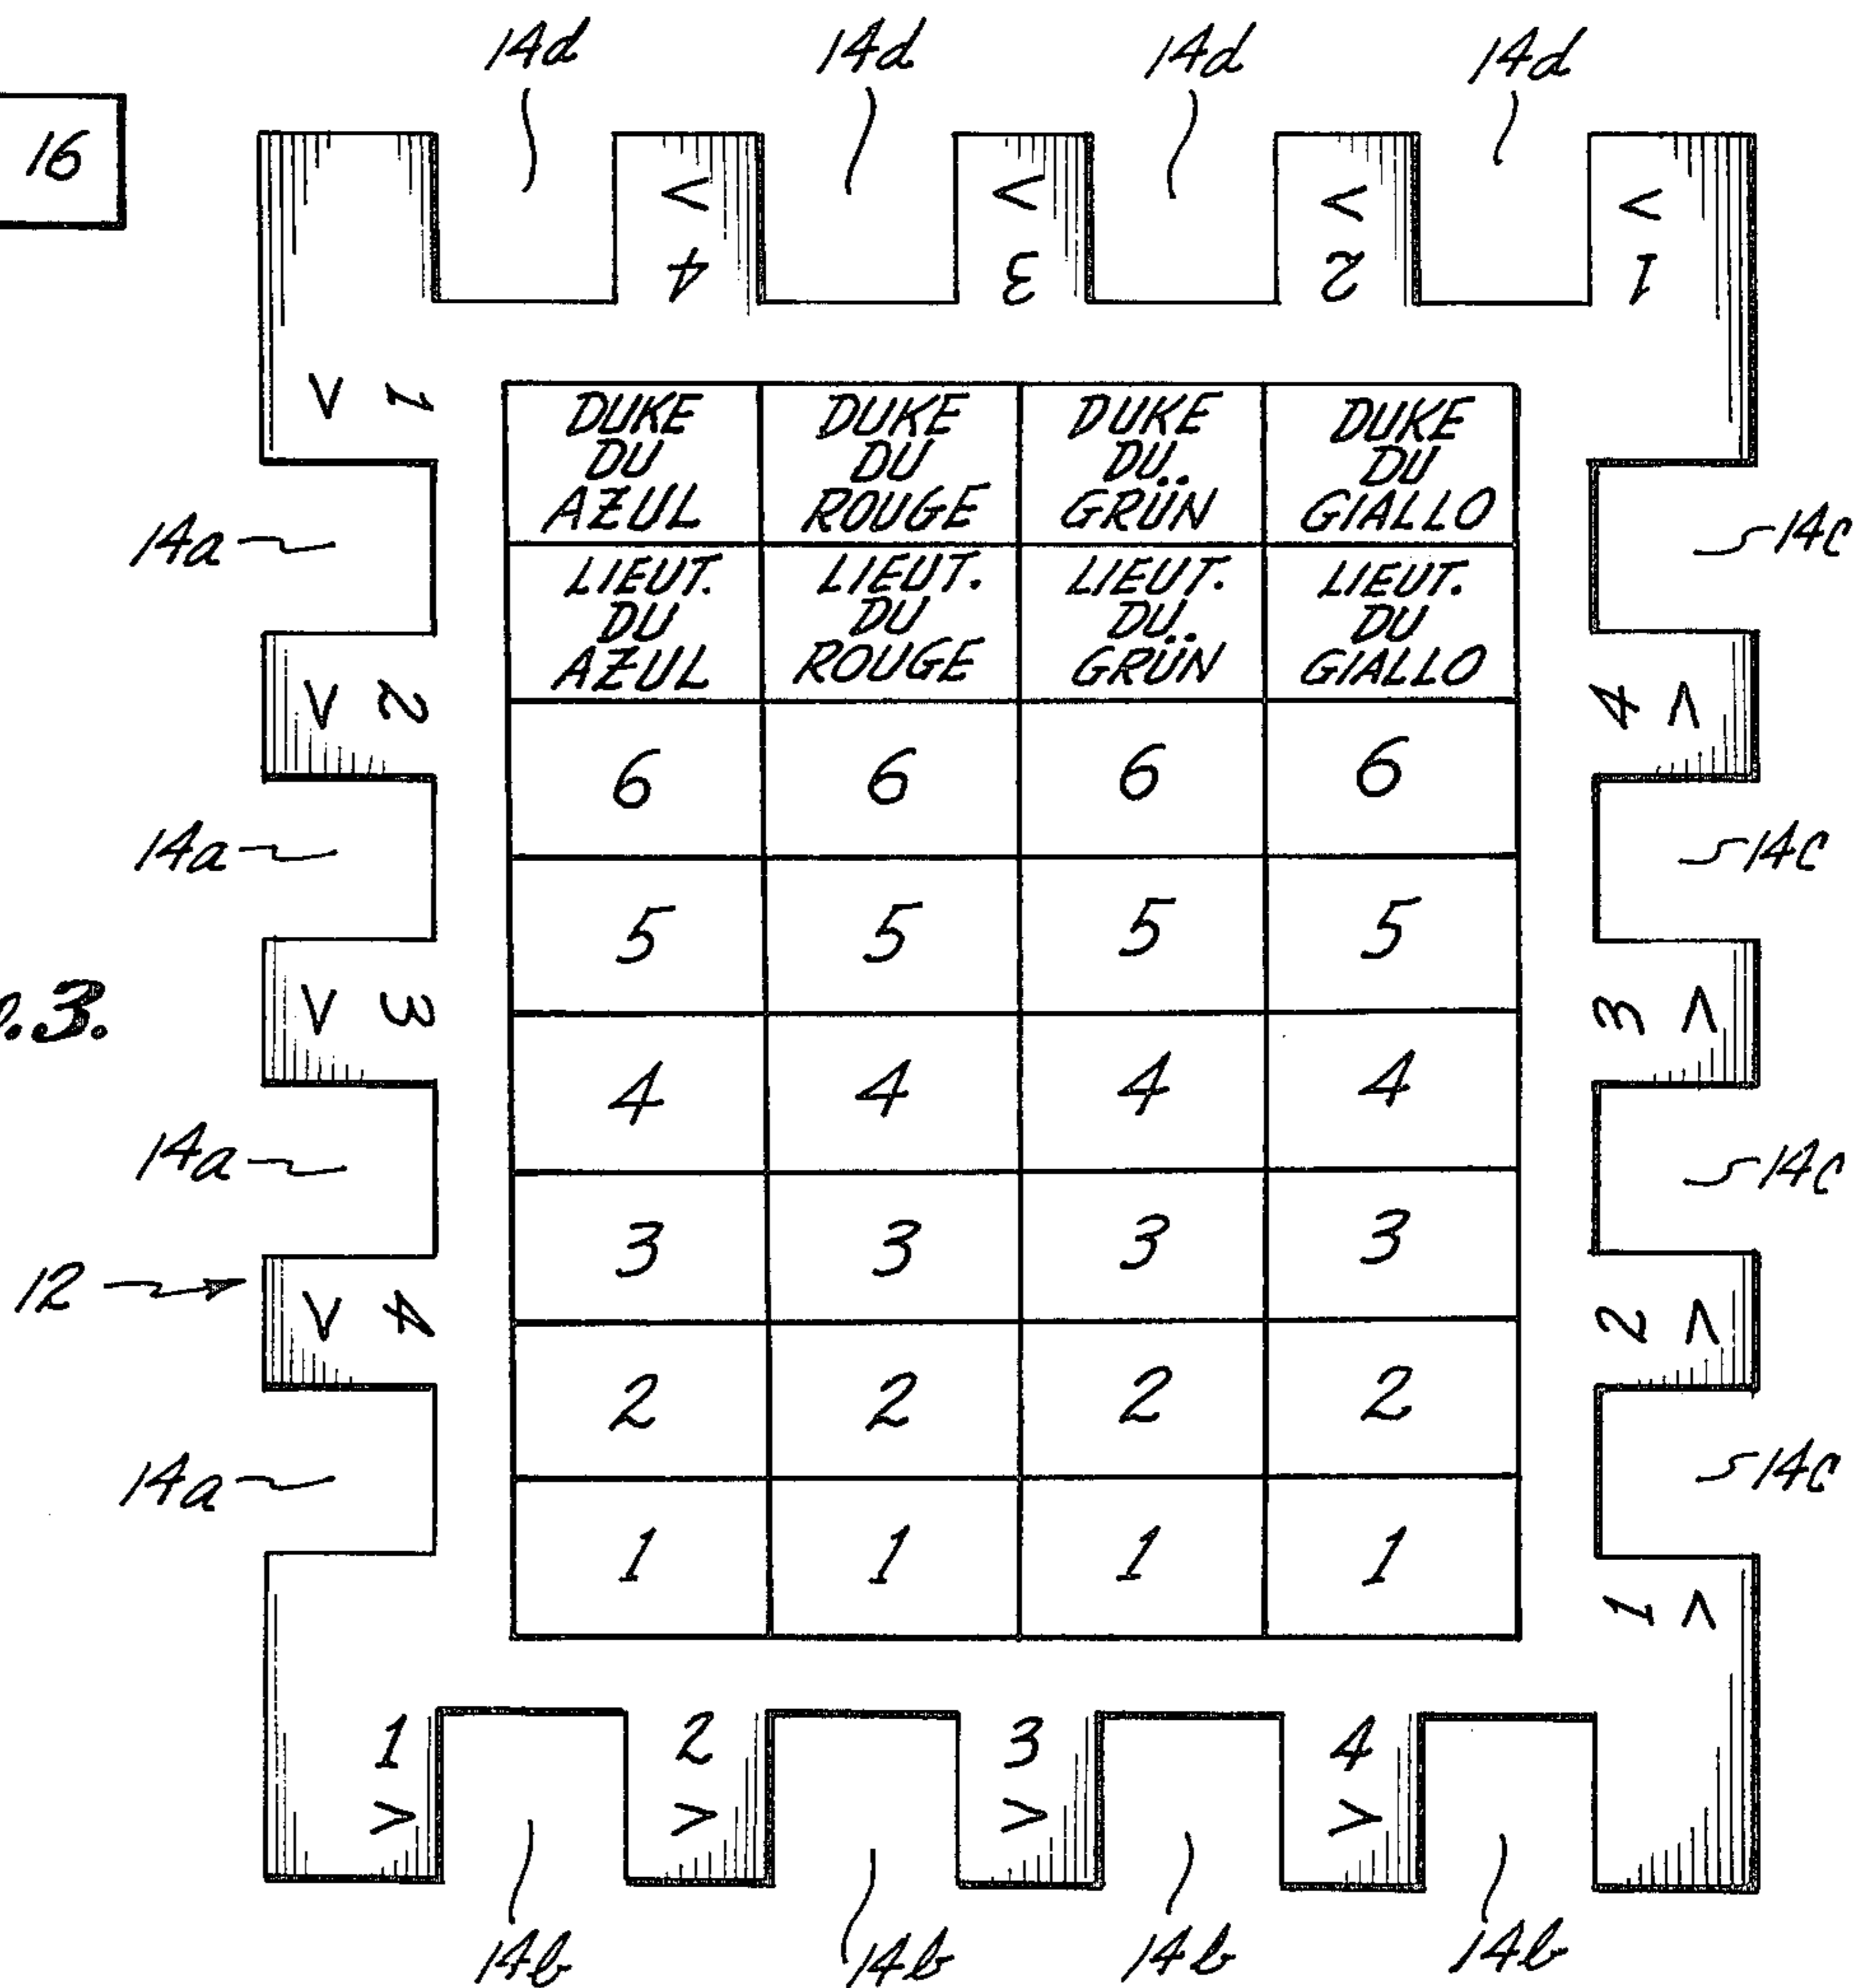 14d 14d 14d 14d
16
> > > >
4 3 2 1
> 1
DUKE DU AZUL
DUKE DU ROUGE
DUKE DU GRÜN
DUKE DU GIALLO
14a 14c
LIEUT. DU AZUL
LIEUT. DU ROUGE
LIEUT. DU GRÜN
LIEUT. DU GIALLO
> 2 6 6 6 6 4 >
14a 5 5 5 5 14c
.3.
> 3 4 4 4 4 3 >
14a 3 3 3 3 14c
12 > 4 2 2 2 2 2 >
14a 1 1 1 1 14c
1 >
1 2 3 4
> > > >
14b 14b 14b 14b